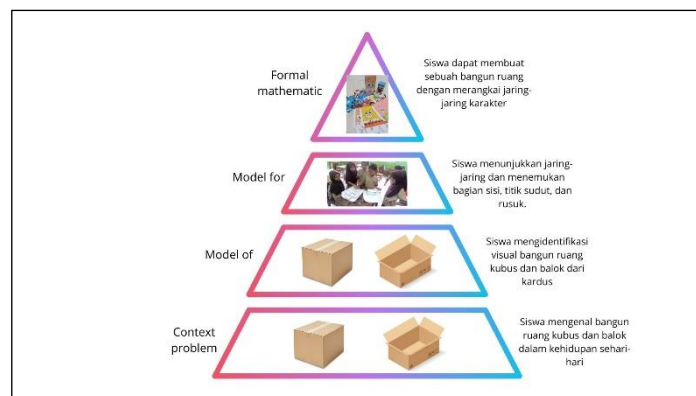 Formal
mathematic
Siswa dapat membuat
sebuah bangun ruang
dengan merangkai jaring-
jaring karakter
Model for
Siswa menunjukkan jaring-
jaring dan menemukan
bagian sisi, titik sudut, dan
rusuk.
Model of
Siswa mengidentifikasi
visual bangun ruang
kubus dan balok dari
kardus
Context
problem
Siswa mengenal bangun
ruang kubus dan balok
dalam kehidupan sehari-
hari